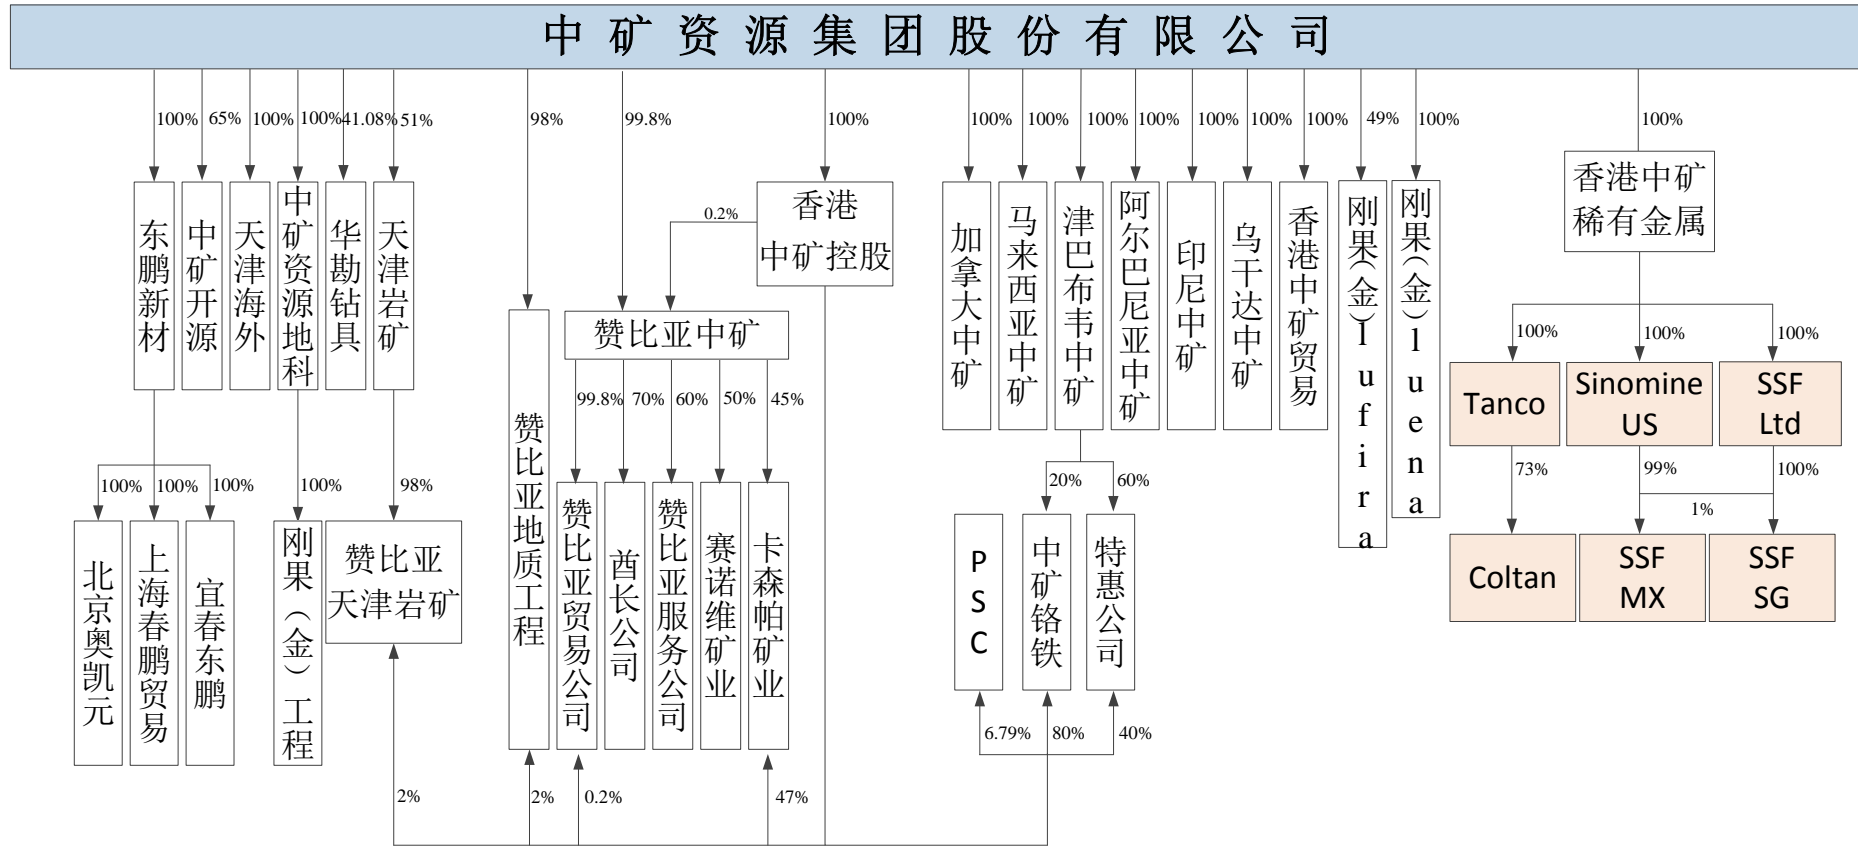 中矿资源集团股份有限公司
100%
65%
100%
100%
41.08%
51%
98%
99.8%
100%
100%
100%
100%
100%
100%
100%
100%
49%
100%
100%
东鹏新材
中矿开源
天津海外
中矿资源地科
华勘钻具
天津岩矿
香港
中矿控股
0.2%
加拿大中矿
马来西亚中矿
津巴布韦中矿
阿尔巴尼亚中矿
印尼中矿
乌干达中矿
香港中矿贸易
刚果（金）lufira
刚果（金）luena
香港中矿
稀有金属
赞比亚地质工程
赞比亚中矿
99.8%
70%
60%
50%
45%
100%
100%
100%
Tanco
Sinomine
US
SSF
Ltd
100%
100%
100%
100%
98%
20%
60%
73%
99%
100%
1%
北京奥凯元
上海春鹏贸易
宜春东鹏
刚果（金）工程
赞比亚
天津岩矿
赞比亚贸易公司
酋长公司
赞比亚服务公司
赛诺维矿业
卡森帕矿业
PSC
中矿铬铁
特惠公司
Coltan
SSF
MX
SSF
SG
6.79%
80%
40%
2%
2%
0.2%
47%